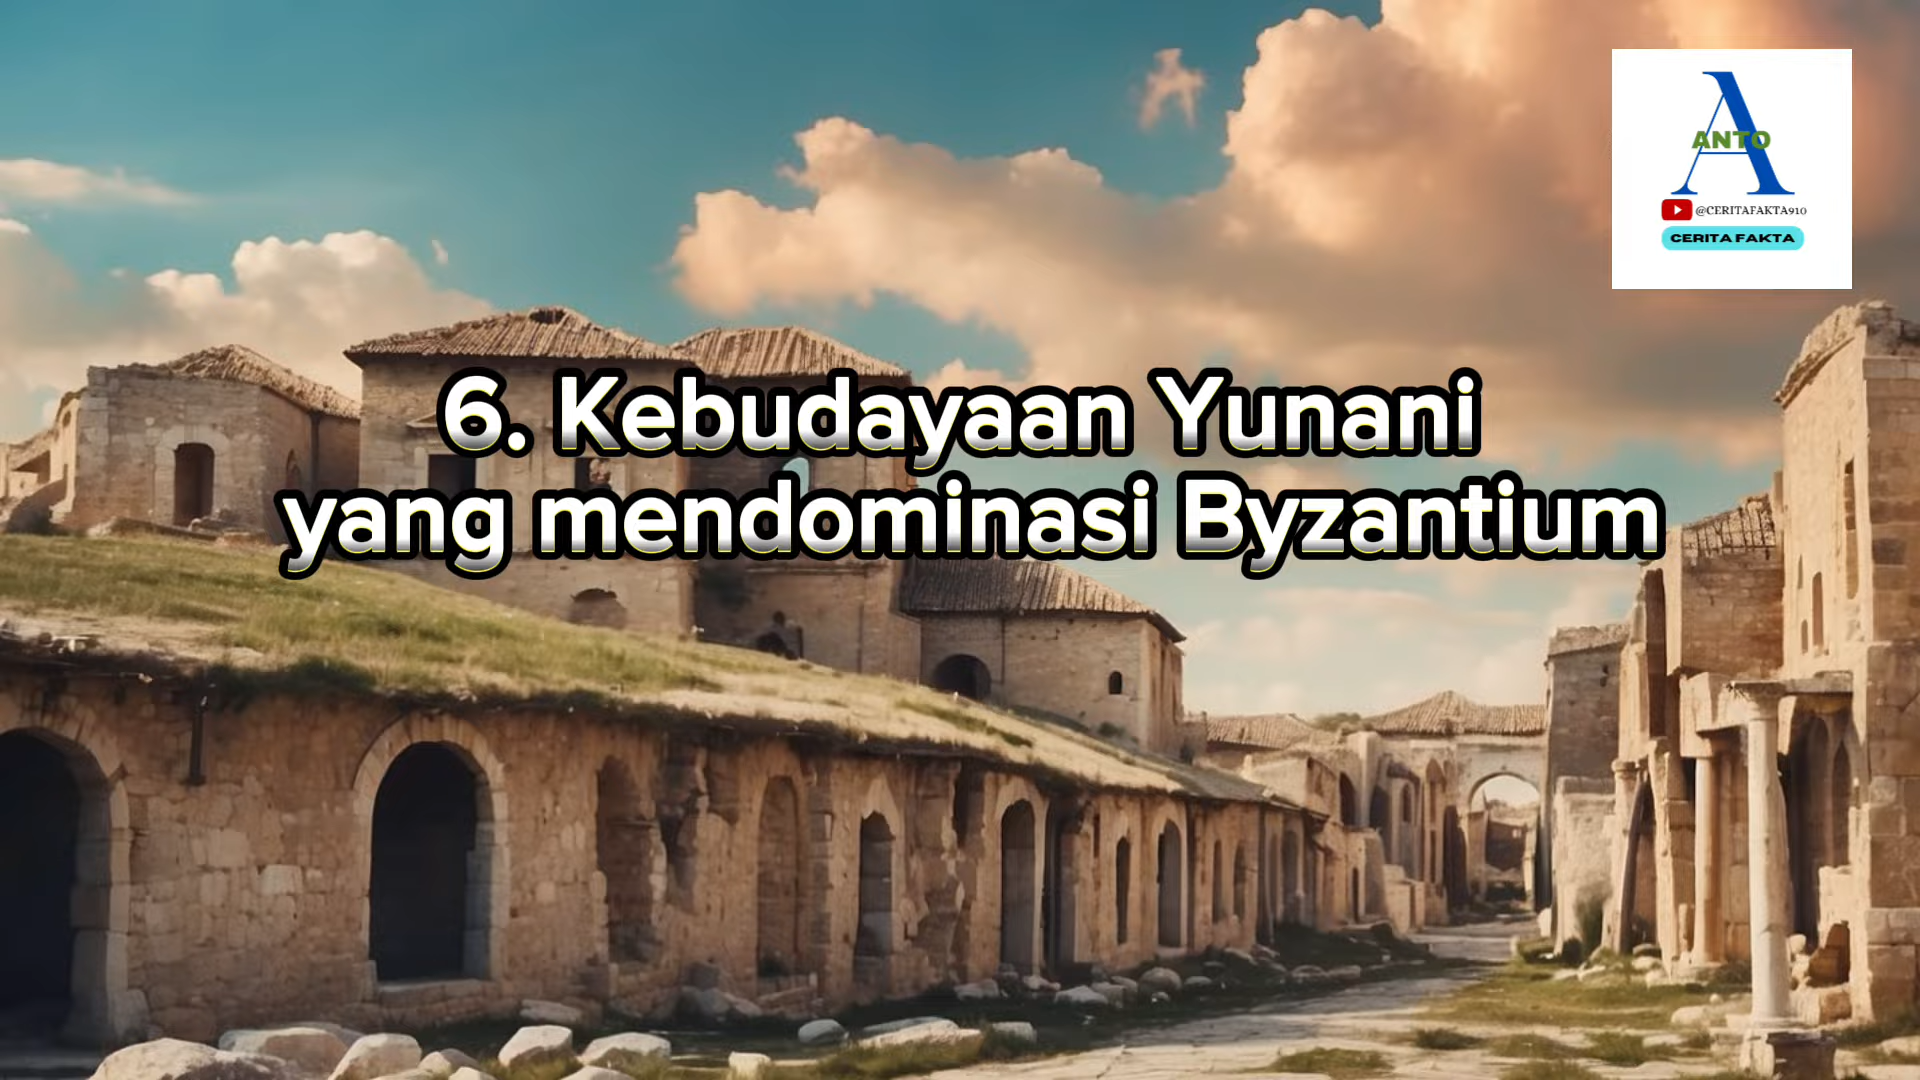 ANTO
@CERITAFAKTA910
CERITA FAKTA
6. Kebudayaan Yunani
yang mendominasi Byzantium